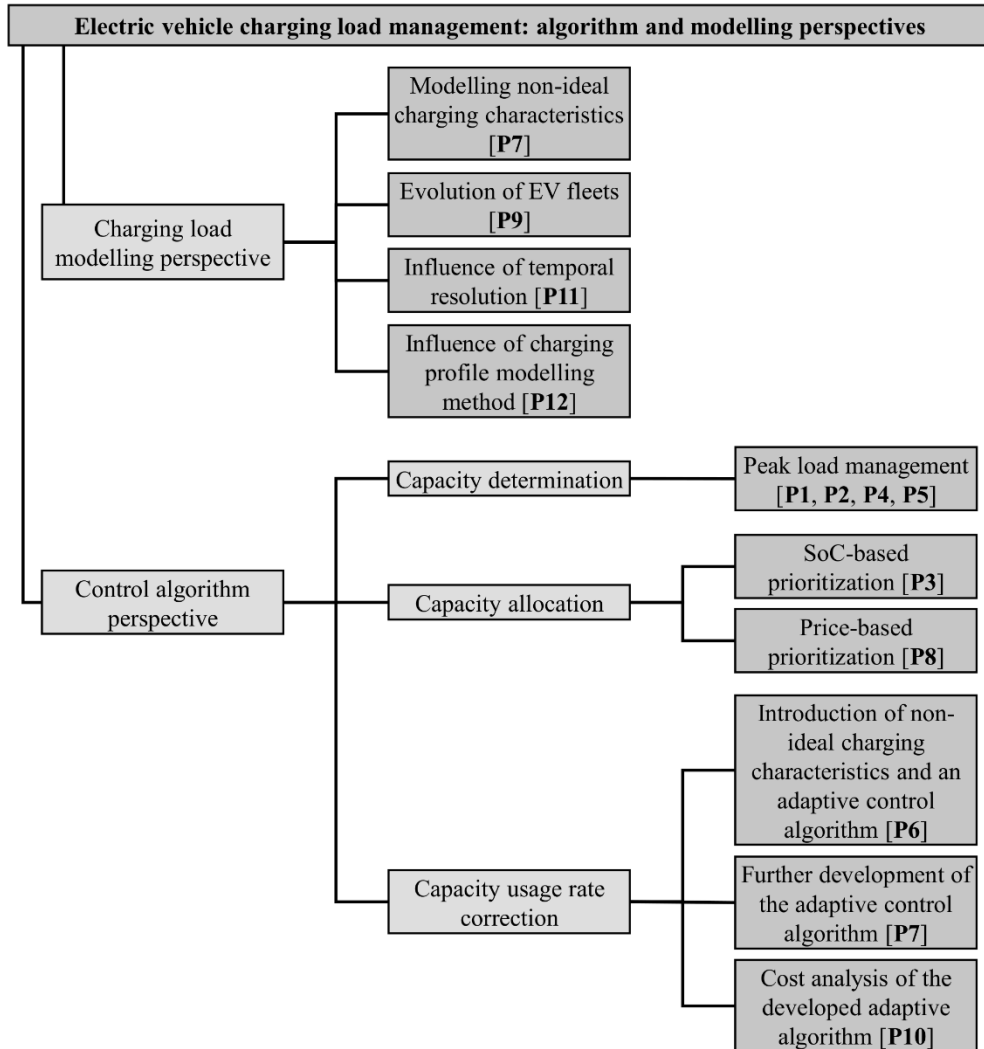 Electric vehicle charging load management: algorithm and modelling perspectives
Modelling non-ideal
charging characteristics
[P7]
Evolution of EV fleets
[P9]
Charging load
modelling perspective
Influence of temporal
resolution [P11]
Influence of charging
profile modelling
method [P12]
Capacity determination
Peak load management
[P1, P2, P4, P5]
Control algorithm
perspective
Capacity allocation
SoC-based
prioritization [P3]
Price-based
prioritization [P8]
Capacity usage rate
correction
Introduction of non-
ideal charging
characteristics and an
adaptive control
algorithm [P6]
Further development of
the adaptive control
algorithm [P7]
Cost analysis of the
developed adaptive
algorithm [P10]